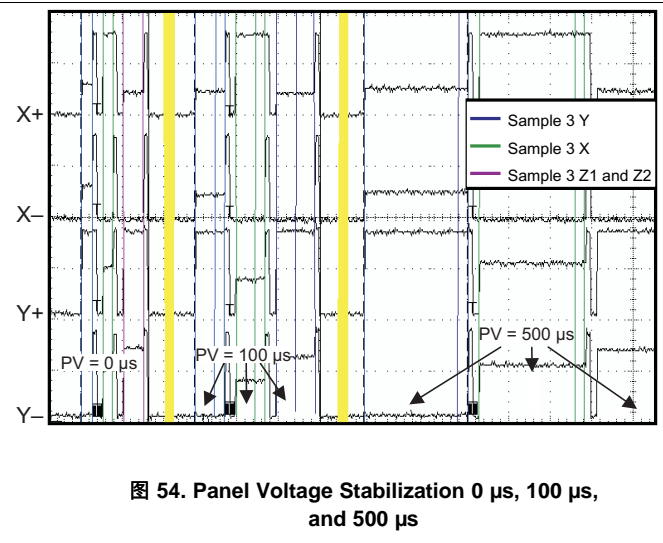 X+
X–
Y+
Y–
Sample 3 Y
Sample 3 X
Sample 3 Z1 and Z2
PV = 0 µs
PV = 100 µs
PV = 500 µs
图 54. Panel Voltage Stabilization 0 µs, 100 µs,
and 500 µs